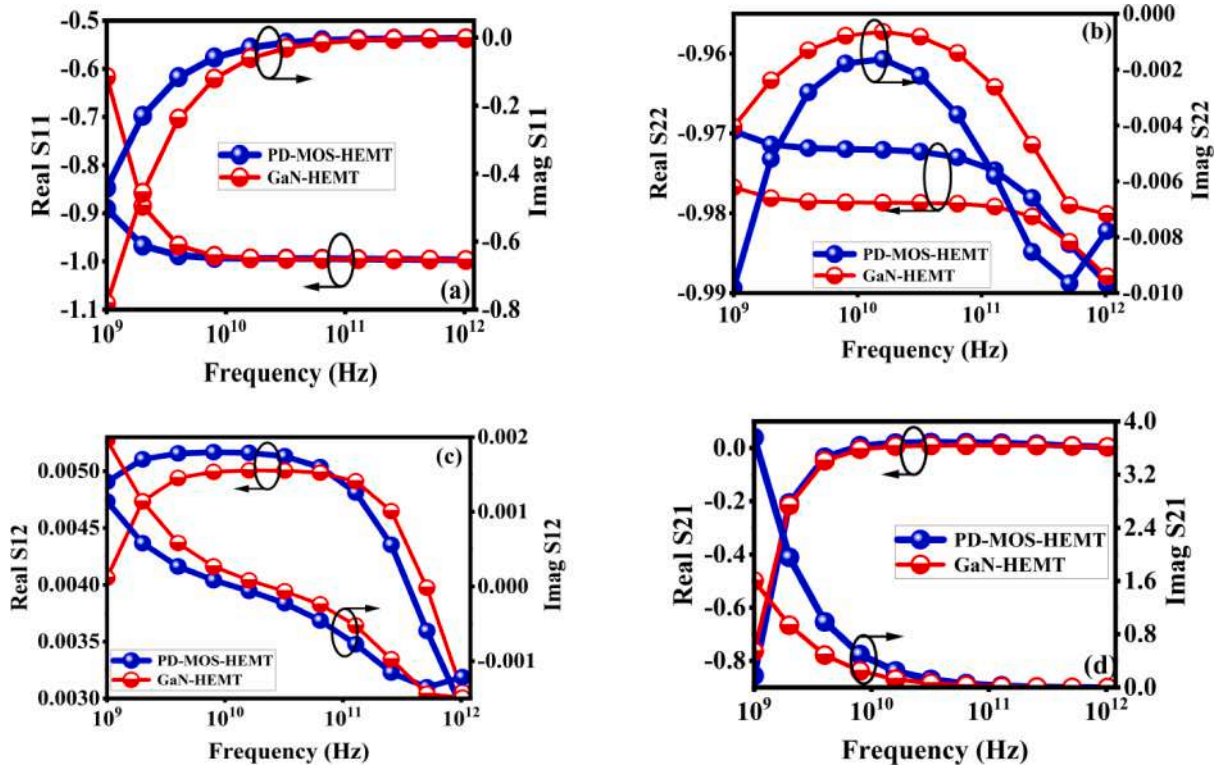 -0.5
-0.6
-0.7
-0.8
-0.9
-1.0
-1.1
Real S11
0.0
-0.2
-0.4
-0.6
-0.8
Imag S11
PD-MOS-HEMT
GaN-HEMT
(a)
10^9
10^10
10^11
10^12
Frequency (Hz)
-0.96
-0.97
-0.98
-0.99
Real S22
0.000
-0.002
-0.004
-0.006
-0.008
-0.010
Imag S22
(b)
PD-MOS-HEMT
GaN-HEMT
10^9
10^10
10^11
10^12
Frequency (Hz)
0.0050
0.0045
0.0040
0.0035
0.0030
Real S12
0.002
0.001
0.000
-0.001
Imag S12
(c)
PD-MOS-HEMT
GaN-HEMT
10^9
10^10
10^11
10^12
Frequency (Hz)
0.0
-0.2
-0.4
-0.6
-0.8
Real S21
4.0
3.2
2.4
1.6
0.8
0.0
Imag S21
PD-MOS-HEMT
GaN-HEMT
(d)
10^9
10^10
10^11
10^12
Frequency (Hz)